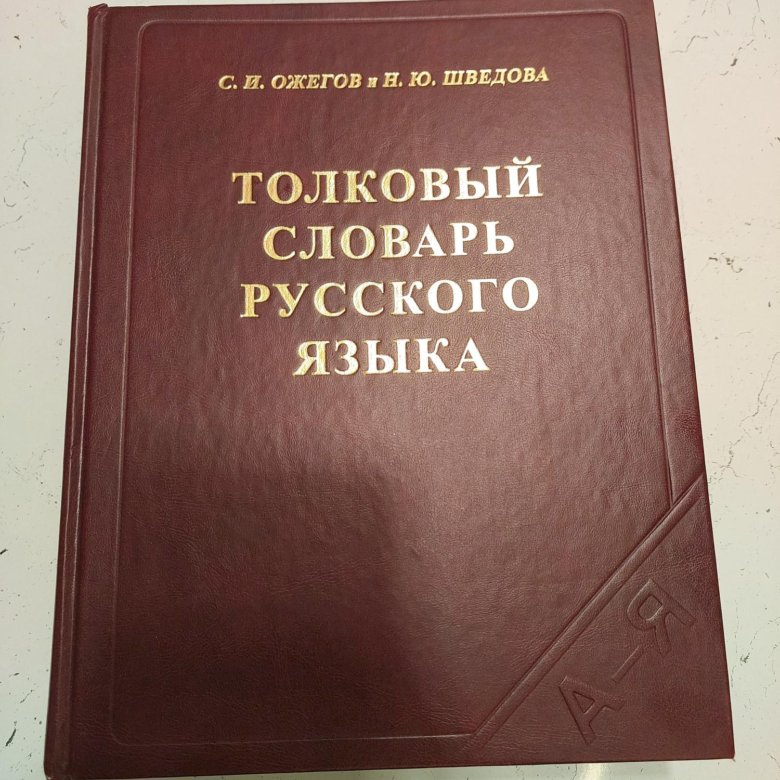 С. И. ОЖЕГОВ и Н. Ю. ШВЕДОВА
ТОЛКОВЫЙ
СЛОВАРЬ
РУССКОГО
ЯЗЫКА
А–Я